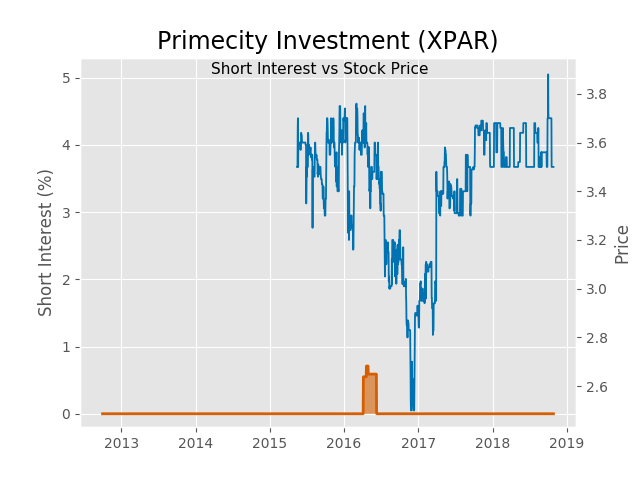 Primecity Investment (XPAR)
Short Interest vs Stock Price
Short Interest (%)
5
4
3
2
1
0
3.8
3.6
3.4
3.2
3.0
2.8
2.6
Price
2013 2014 2015 2016 2017 2018 2019